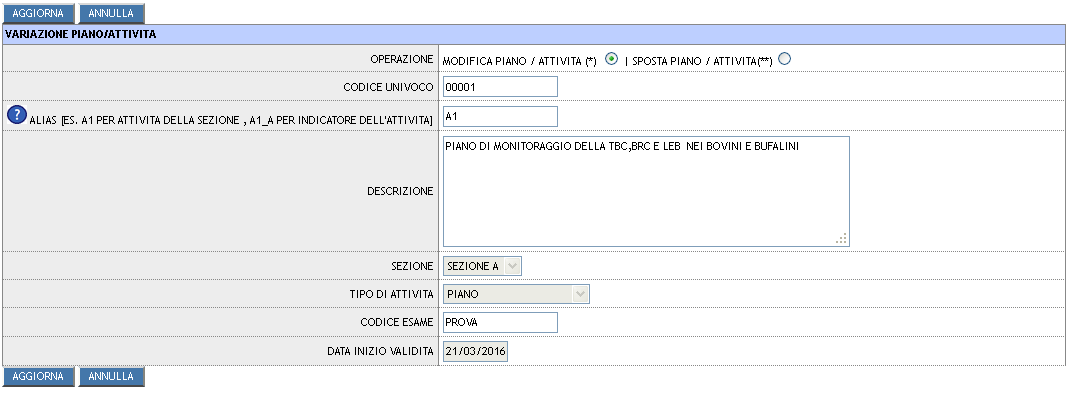 AGGIORNA ANNULLA
VARIAZIONE PIANO/ATTIVITA
OPERAZIONE MODIFICA PIANO / ATTIVITA (*) | SPOSTA PIANO / ATTIVITA(**)
CODICE UNIVOCO 00001
? ALIAS [ES. A1 PER ATTIVITA DELLA SEZIONE , A1_A PER INDICATORE DELL'ATTIVITA] A1
DESCRIZIONE PIANO DI MONITORAGGIO DELLA TBC,BRC E LEB NEI BOVINI E BUFALINI
SEZIONE SEZIONE A
TIPO DI ATTIVITA PIANO
CODICE ESAME PROVA
DATA INIZIO VALIDITA 21/03/2016
AGGIORNA ANNULLA